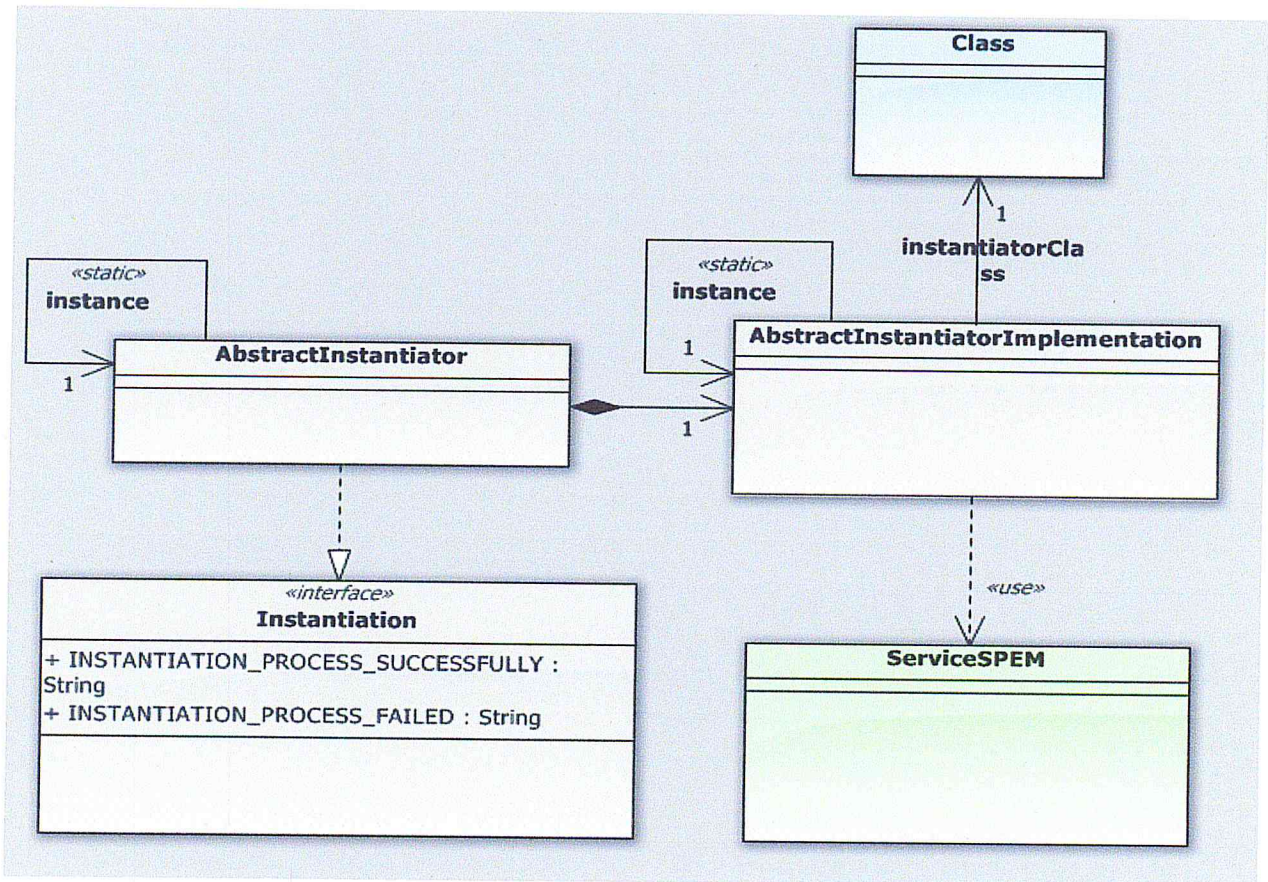 Class
1
instantiatorCla
ss
«static»
instance
1
AbstractInstantiator
«static»
instance
1
AbstractInstantiatorImplementation
1
«interface»
Instantiation
+ INSTANTIATION_PROCESS_SUCCESSFULLY :
String
+ INSTANTIATION_PROCESS_FAILED : String
«use»
ServiceSPEM